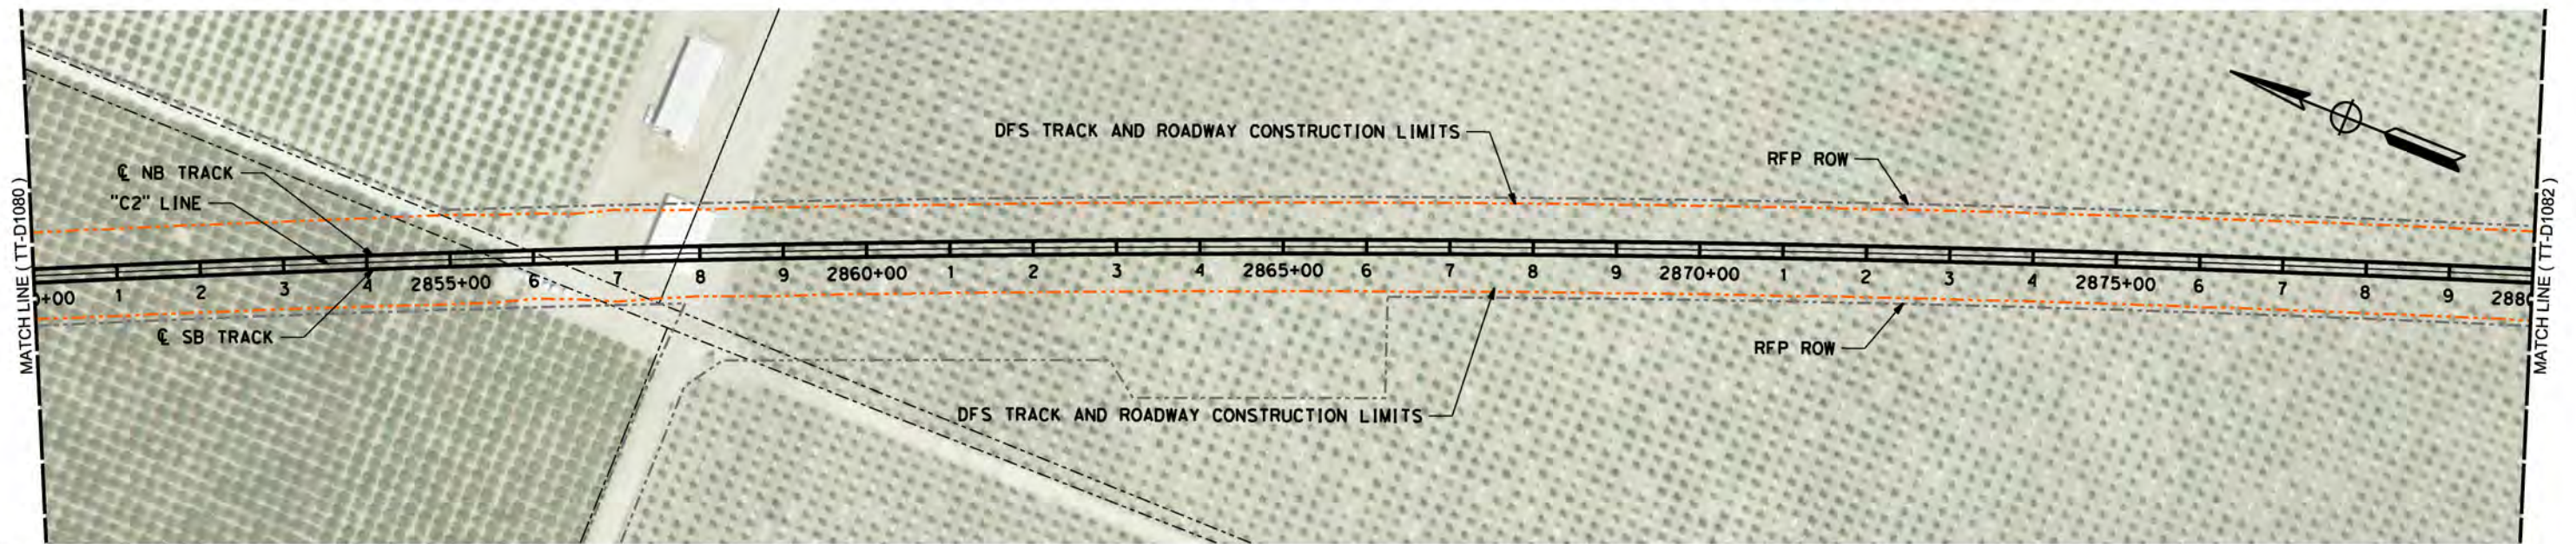 DFS TRACK AND ROADWAY CONSTRUCTION LIMITS
RFP ROW
℄ NB TRACK
"C2" LINE
MATCH LINE ( TT-D1080 )
MATCH LINE ( TT-D1082 )
0+00 1 2 3 4 2855+00 6 7 8 9 2860+00 1 2 3 4 2865+00 6 7 8 9 2870+00 1 2 3 4 2875+00 6 7 8 9 288
℄ SB TRACK
RFP ROW
DFS TRACK AND ROADWAY CONSTRUCTION LIMITS